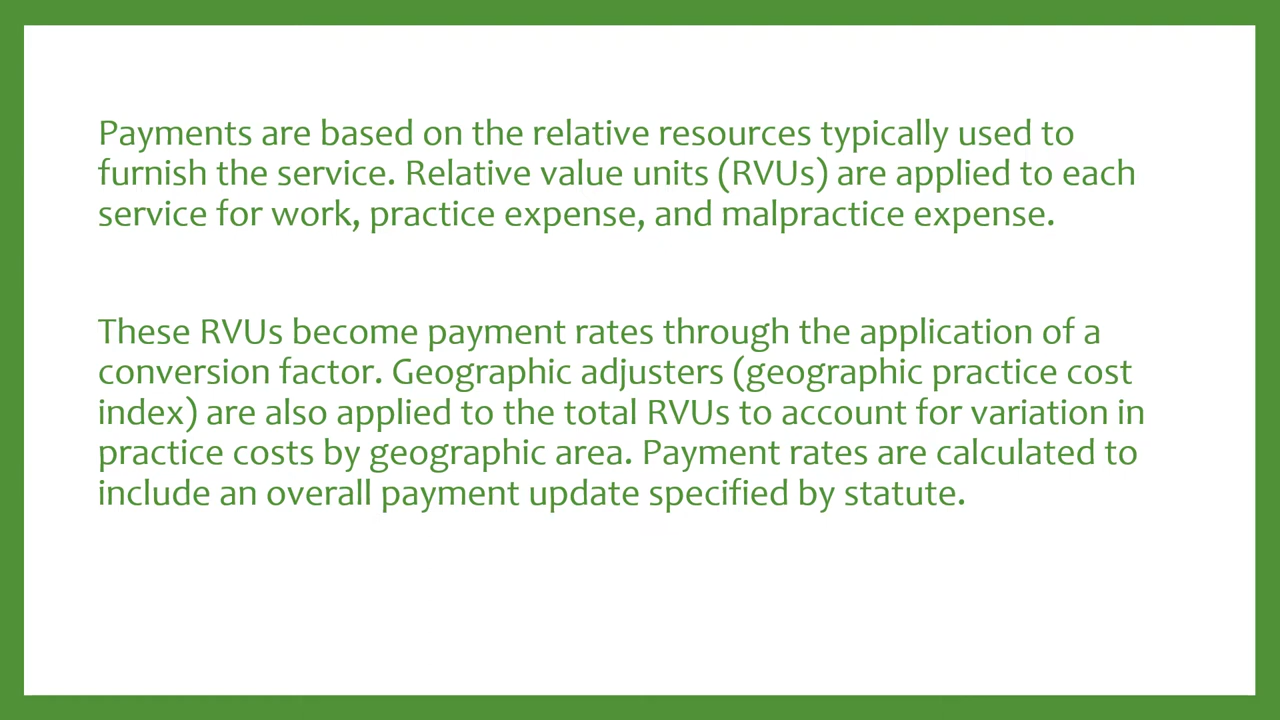 Payments are based on the relative resources typically used to
furnish the service. Relative value units (RVUs) are applied to each
service for work, practice expense, and malpractice expense.
These RVUs become payment rates through the application of a
conversion factor. Geographic adjusters (geographic practice cost
index) are also applied to the total RVUs to account for variation in
practice costs by geographic area. Payment rates are calculated to
include an overall payment update specified by statute.